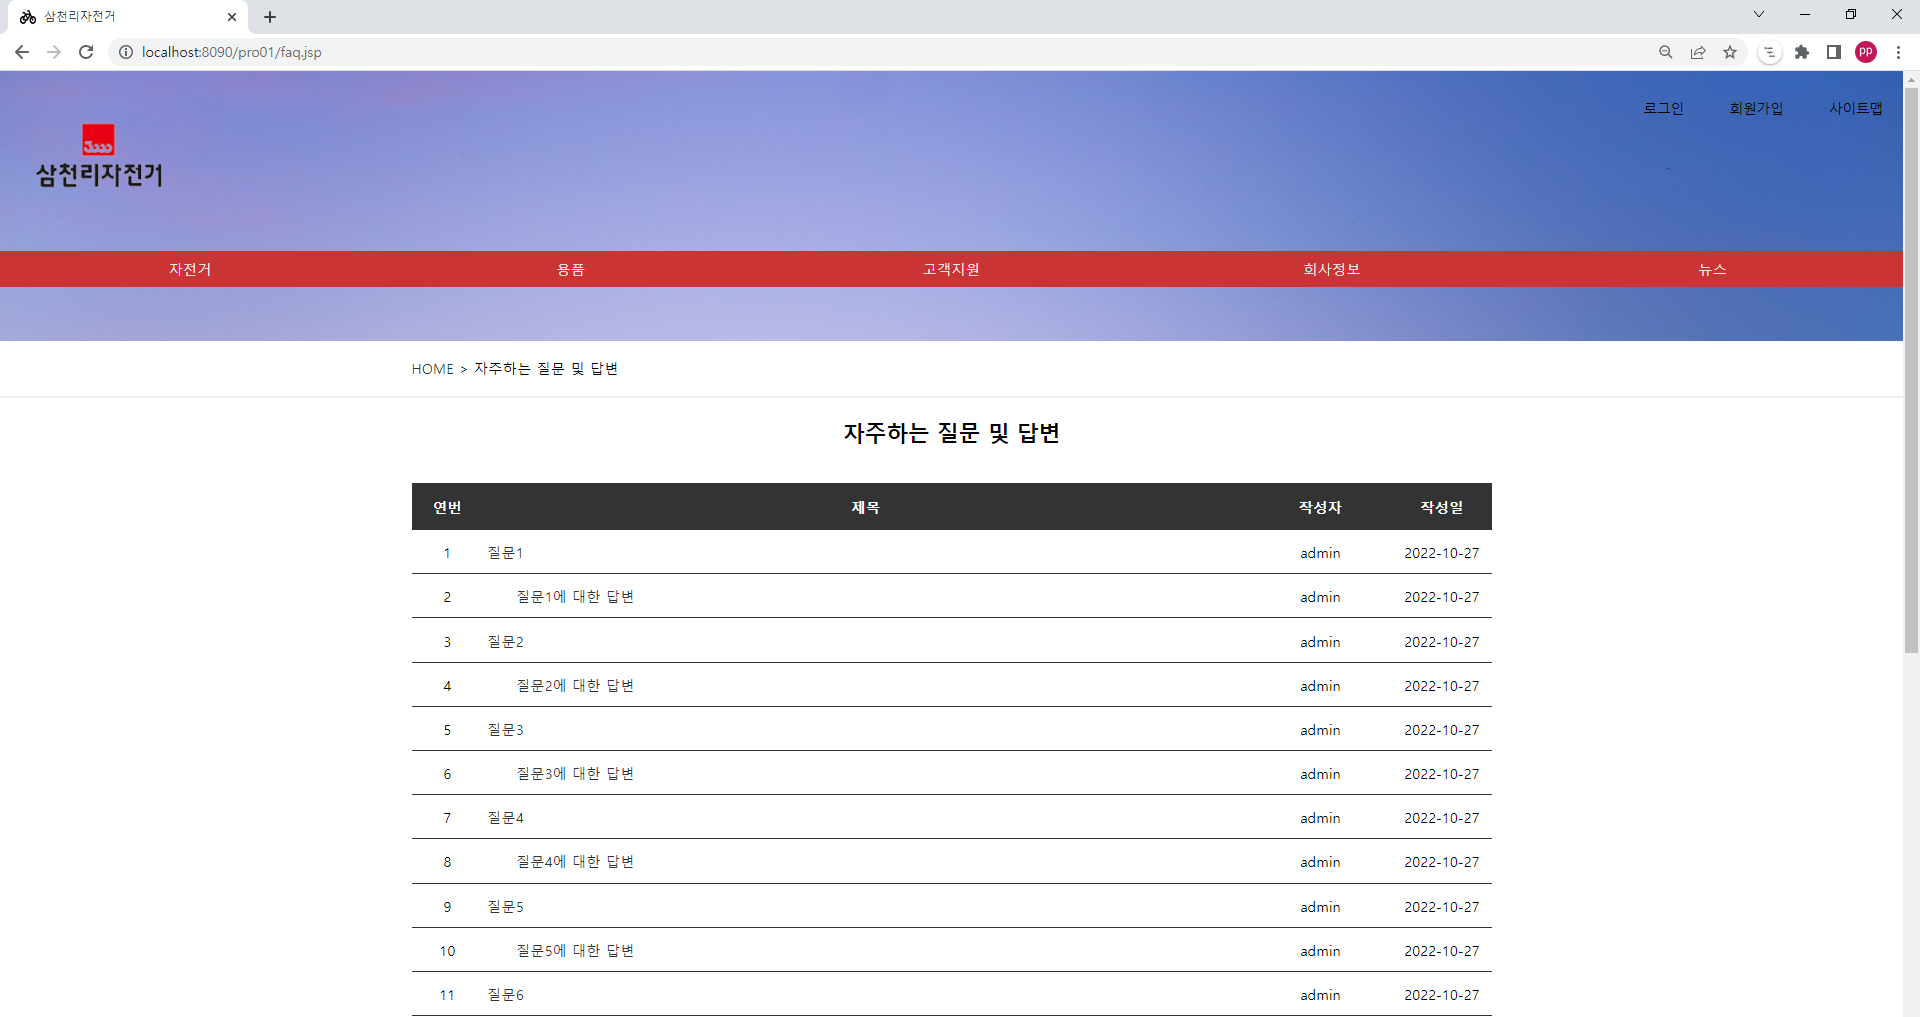 삼천리자전거
localhost:8090/pro01/faq.jsp
pp
로그인 회원가입 사이트맵
3000
삼천리자전거
자전거 용품 고객지원 회사정보 뉴스
HOME > 자주하는 질문 및 답변
자주하는 질문 및 답변
연번 제목 작성자 작성일
1 질문1 admin 2022-10-27
2 질문1에 대한 답변 admin 2022-10-27
3 질문2 admin 2022-10-27
4 질문2에 대한 답변 admin 2022-10-27
5 질문3 admin 2022-10-27
6 질문3에 대한 답변 admin 2022-10-27
7 질문4 admin 2022-10-27
8 질문4에 대한 답변 admin 2022-10-27
9 질문5 admin 2022-10-27
10 질문5에 대한 답변 admin 2022-10-27
11 질문6 admin 2022-10-27